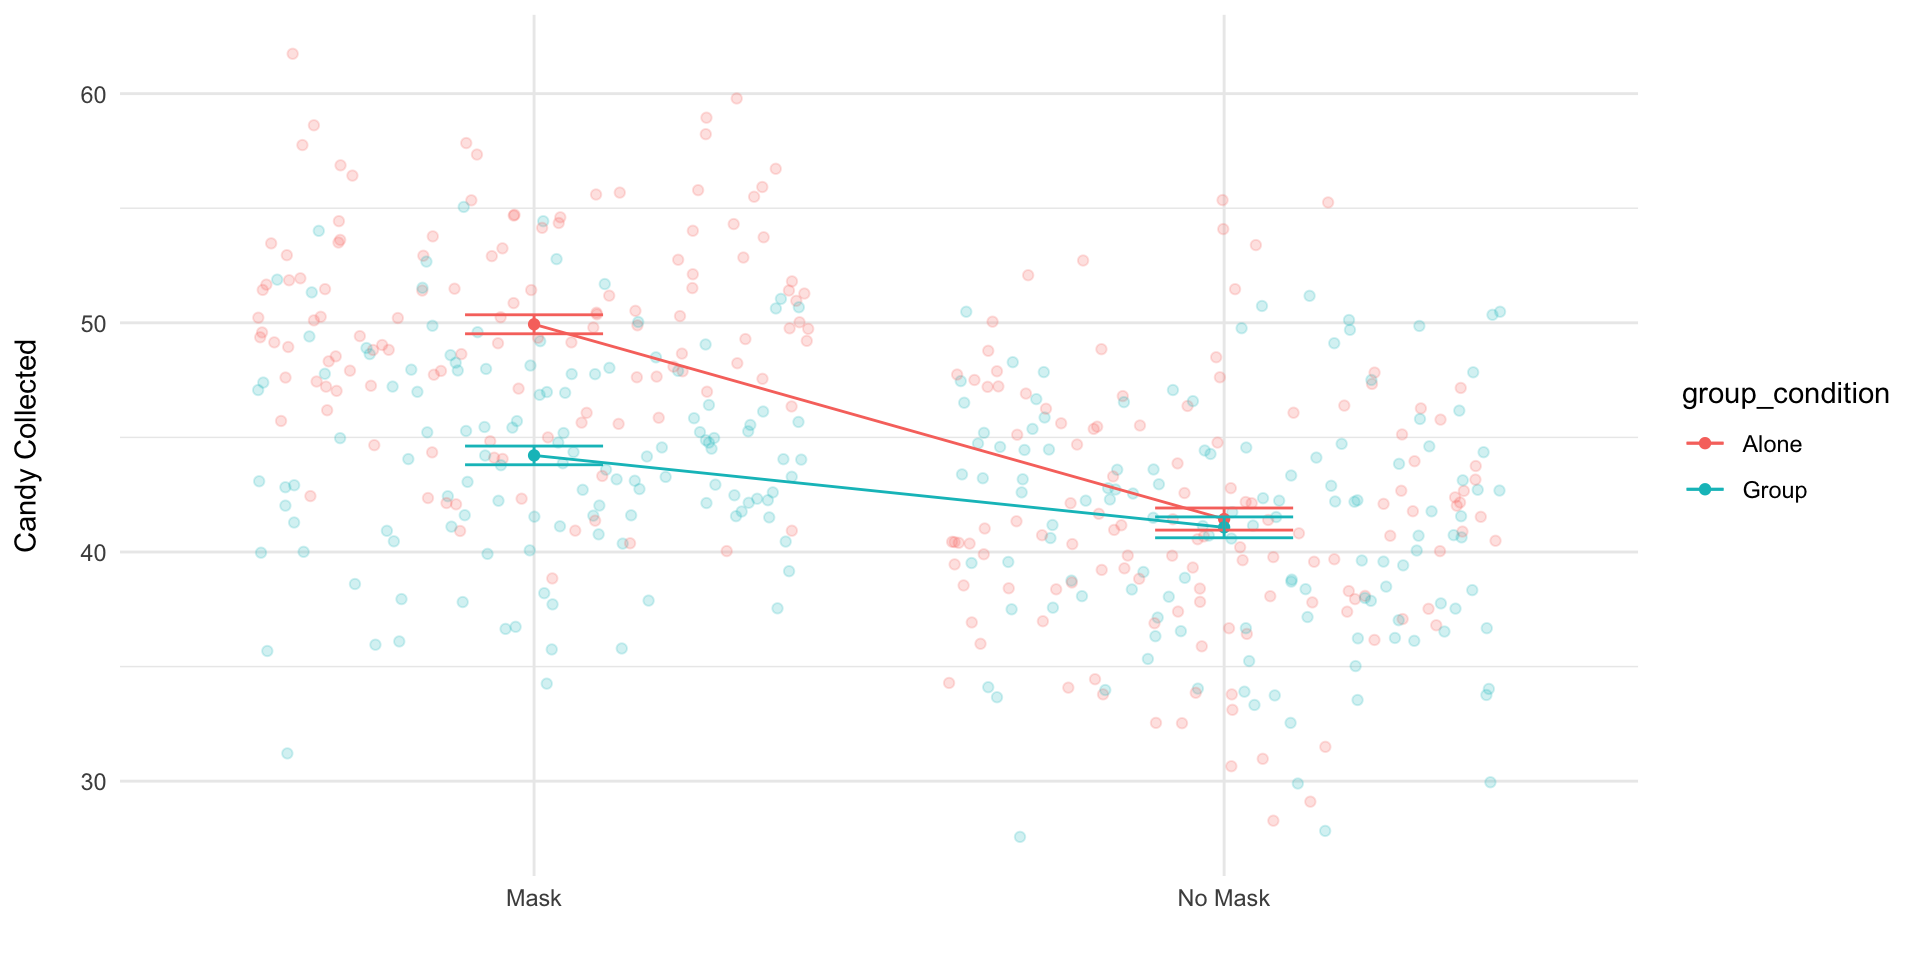 60
50
40
30
Candy Collected
Mask
No Mask
group_condition
Alone
Group